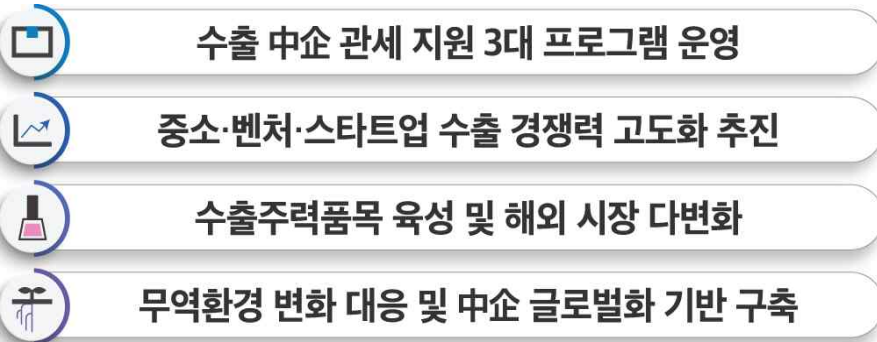 수출 中企 관세 지원 3대 프로그램 운영
중소·벤처·스타트업 수출 경쟁력 고도화 추진
수출주력품목 육성 및 해외 시장 다변화
무역환경 변화 대응 및 中企 글로벌화 기반 구축